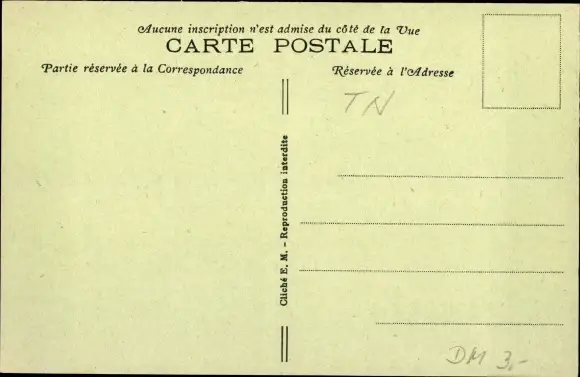 Aucune inscription n'est admise du côté de la Vue
CARTE POSTALE
Partie réservée à la Correspondance
Réservée à l'Adresse
TN
Cliché E. M. - Reproduction interdite
DM 3,-